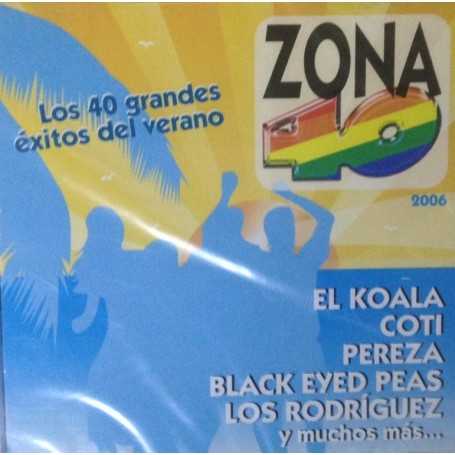 ZONA
40
2006
Los 40 grandes
éxitos del verano
EL KOALA
COTI
PEREZA
BLACK EYED PEAS
LOS RODRÍGUEZ
y muchos más...